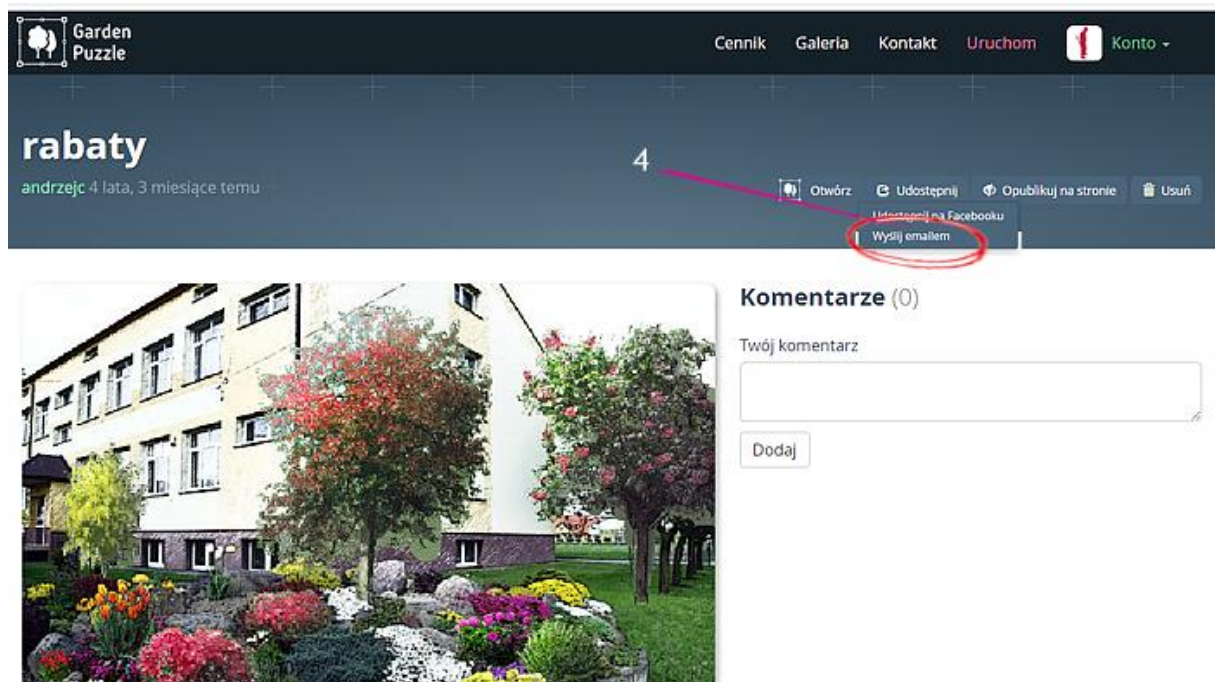 Garden
Puzzle
Cennik Galeria Kontakt Uruchom Konto
rabaty
andrzejc 4 lata, 3 miesiące temu
4
Otwórz Udostępnij Opublikuj na stronie Usuń
Udostępnij na Facebooku
Wyślij emailem
Komentarze (0)
Twój komentarz
Dodaj